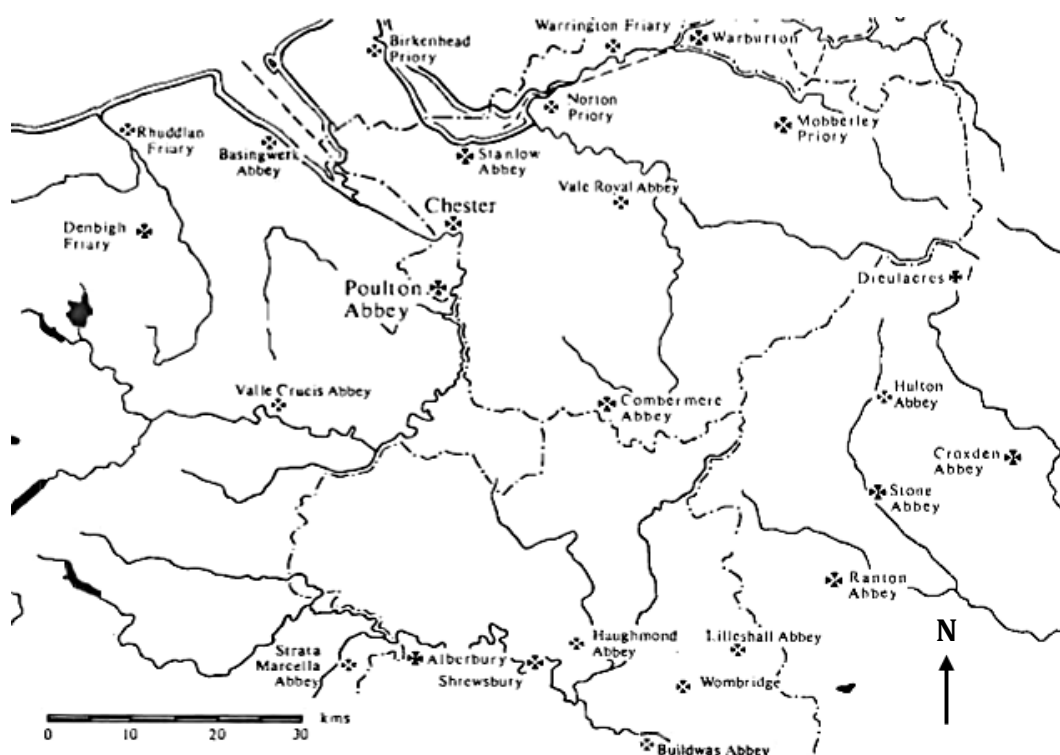 Warrington Friary
Warburton
Birkenhead
Priory
Norton
Priory
Mobberley
Priory
Rhuddlan
Friary
Basingwerk
Abbey
Stanlow
Abbey
Vale Royal Abbey
Chester
Denbigh
Friary
Poulton
Abbey
Dieulacres
Valle Crucis Abbey
Combermere
Abbey
Hulton
Abbey
Croxden
Abbey
Stone
Abbey
Ranton
Abbey
N
Haughmond
Abbey
Lilleshall Abbey
Strata
Marcella
Abbey
Alberbury
Shrewsbury
Wombridge
kms
0 10 20 30
Buildwas Abbey